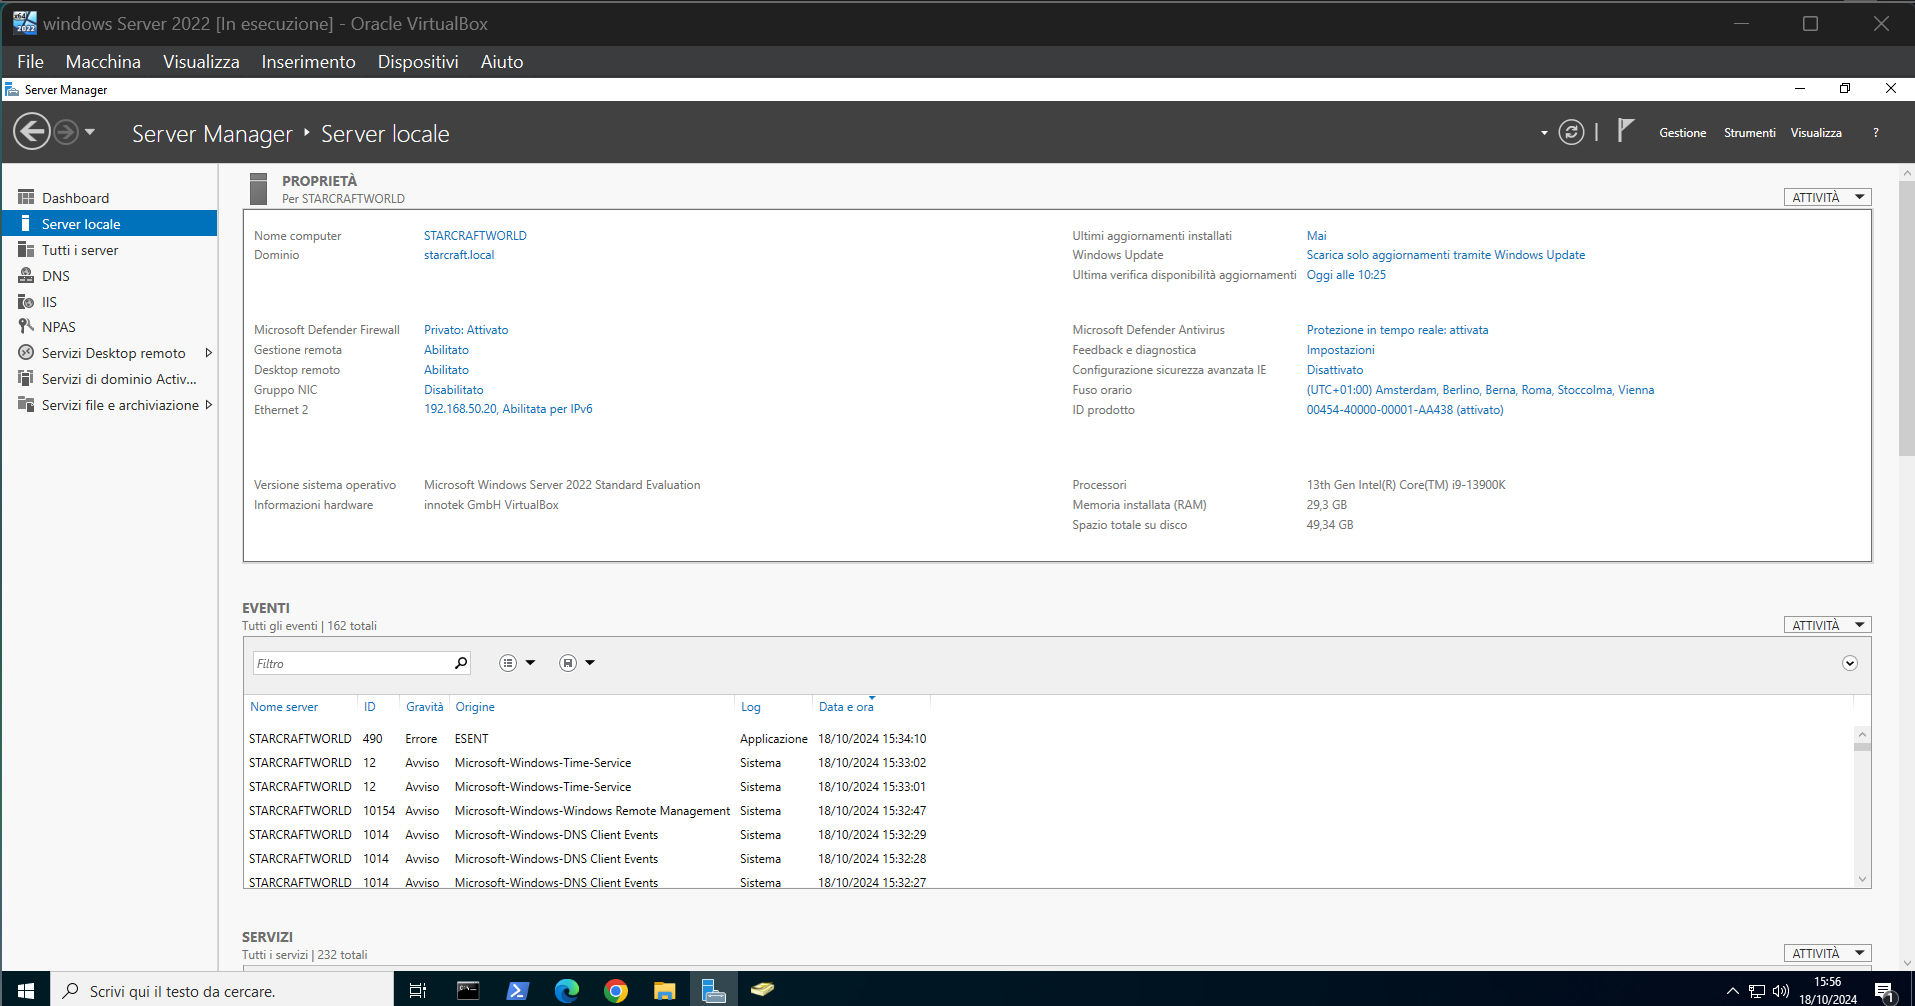 windows Server 2022 [In esecuzione] - Oracle VirtualBox
File Macchina Visualizza Inserimento Dispositivi Aiuto
Server Manager
Server Manager ‣ Server locale
Gestione Strumenti Visualizza ?
Dashboard
Server locale
Tutti i server
DNS
IIS
NPAS
Servizi Desktop remoto
Servizi di dominio Activ...
Servizi file e archiviazione
PROPRIETÀ
Per STARCRAFTWORLD
ATTIVITÀ
Nome computer STARCRAFTWORLD
Dominio starcraft.local
Ultimi aggiornamenti installati Mai
Windows Update Scarica solo aggiornamenti tramite Windows Update
Ultima verifica disponibilità aggiornamenti Oggi alle 10:25
Microsoft Defender Firewall Privato: Attivato
Gestione remota Abilitato
Desktop remoto Abilitato
Gruppo NIC Disabilitato
Ethernet 2 192.168.50.20, Abilitata per IPv6
Microsoft Defender Antivirus Protezione in tempo reale: attivata
Feedback e diagnostica Impostazioni
Configurazione sicurezza avanzata IE Disattivato
Fuso orario (UTC+01:00) Amsterdam, Berlino, Berna, Roma, Stoccolma, Vienna
ID prodotto 00454-40000-00001-AA438 (attivato)
Versione sistema operativo Microsoft Windows Server 2022 Standard Evaluation
Informazioni hardware innotek GmbH VirtualBox
Processori 13th Gen Intel(R) Core(TM) i9-13900K
Memoria installata (RAM) 29,3 GB
Spazio totale su disco 49,34 GB
EVENTI
Tutti gli eventi | 162 totali
ATTIVITÀ
Filtro
Nome server ID Gravità Origine Log Data e ora
STARCRAFTWORLD 490 Errore ESENT Applicazione 18/10/2024 15:34:10
STARCRAFTWORLD 12 Avviso Microsoft-Windows-Time-Service Sistema 18/10/2024 15:33:02
STARCRAFTWORLD 12 Avviso Microsoft-Windows-Time-Service Sistema 18/10/2024 15:33:01
STARCRAFTWORLD 10154 Avviso Microsoft-Windows-Windows Remote Management Sistema 18/10/2024 15:32:47
STARCRAFTWORLD 1014 Avviso Microsoft-Windows-DNS Client Events Sistema 18/10/2024 15:32:29
STARCRAFTWORLD 1014 Avviso Microsoft-Windows-DNS Client Events Sistema 18/10/2024 15:32:28
STARCRAFTWORLD 1014 Avviso Microsoft-Windows-DNS Client Events Sistema 18/10/2024 15:32:27
SERVIZI
Tutti i servizi | 232 totali
ATTIVITÀ
Scrivi qui il testo da cercare.
15:56
18/10/2024
1